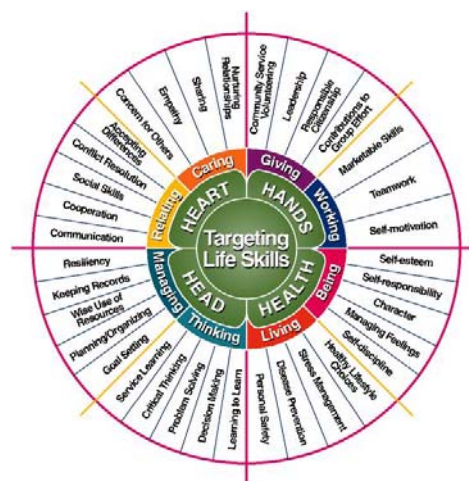 Targeting
Life Skills
HEART
HANDS
HEALTH
HEAD
Caring
Giving
Working
Being
Living
Thinking
Managing
Relating
Nurturing
Relationships
Sharing
Empathy
Concern for Others
Accepting
Differences
Conflict Resolution
Social Skills
Cooperation
Communication
Community Service
Volunteering
Leadership
Responsible
Citizenship
Contributions to
Group Effort
Marketable Skills
Teamwork
Self-motivation
Self-esteem
Self-responsibility
Character
Managing Feelings
Self-discipline
Healthy Lifestyle
Choices
Stress Management
Disease Prevention
Personal Safety
Learning to Learn
Decision Making
Problem Solving
Critical Thinking
Service Learning
Goal Setting
Planning/Organizing
Wise Use of
Resources
Keeping Records
Resiliency